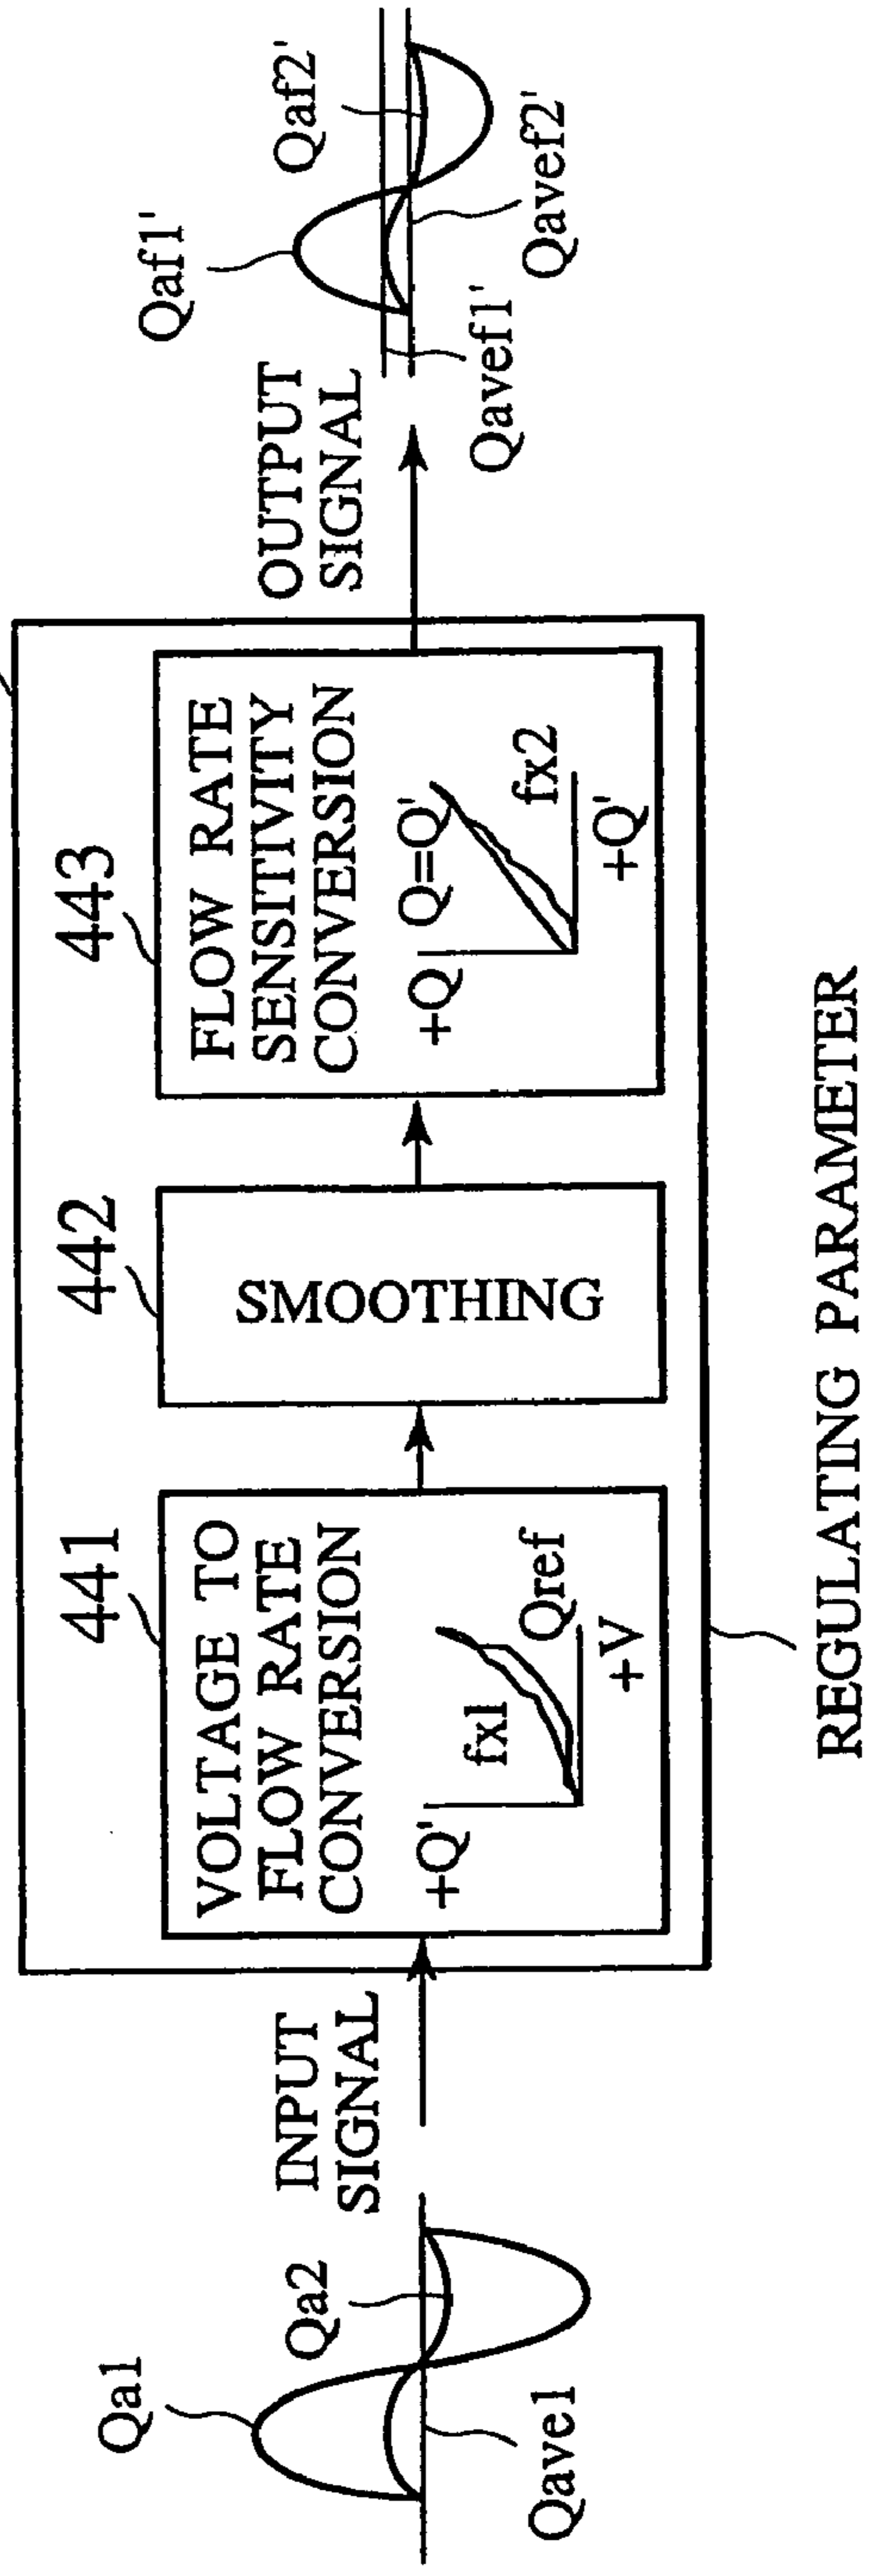 Qa1
Qa2
Qave1
INPUT
SIGNAL
441
VOLTAGE TO
FLOW RATE
CONVERSION
+Q'
fx1
Qref
+V
442
SMOOTHING
443
FLOW RATE
SENSITIVITY
CONVERSION
+Q
Q=Q'
fx2
+Q'
OUTPUT
SIGNAL
Qaf1'
Qaf2'
Qavef1'
Qavef2'
REGULATING PARAMETER